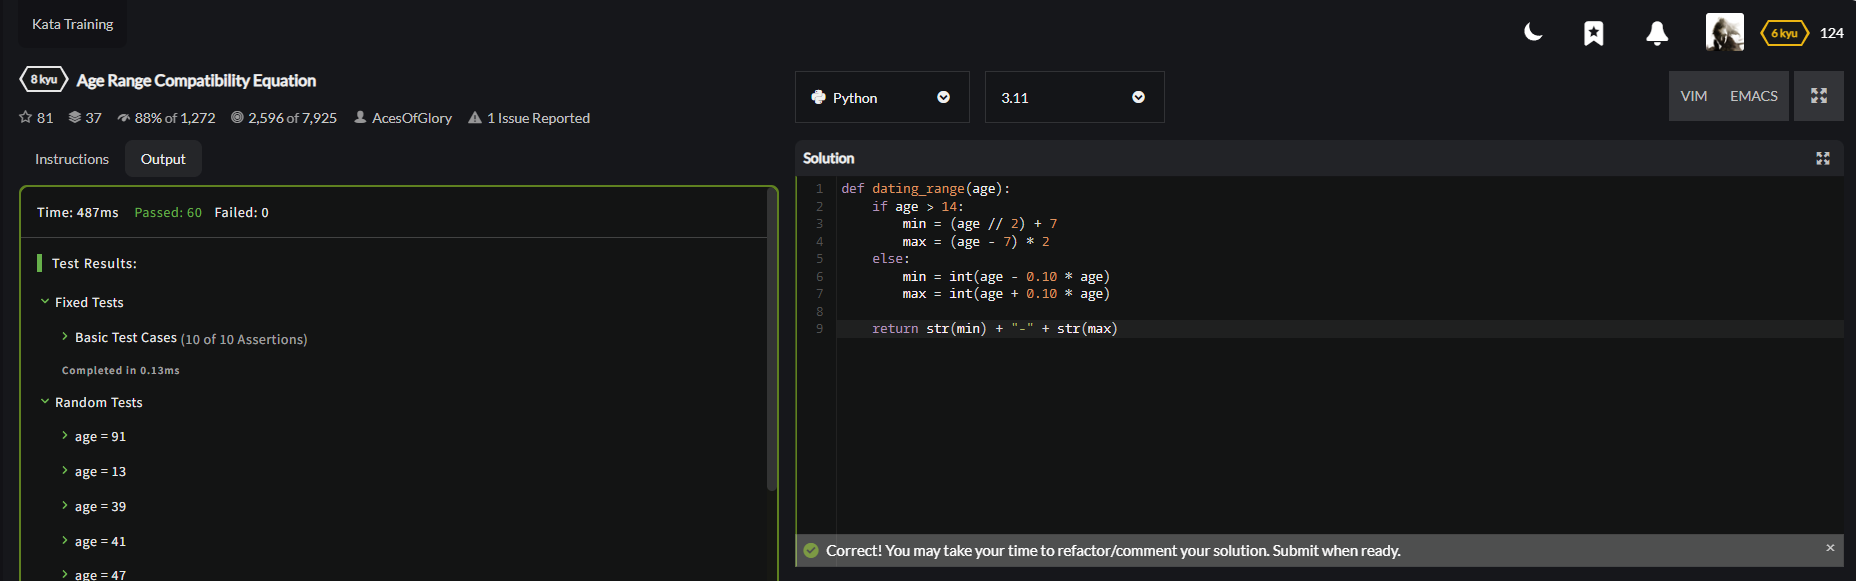 Kata Training
6 kyu 124
8 kyu Age Range Compatibility Equation
81 37 88% of 1,272 2,596 of 7,925 AcesOfGlory 1 Issue Reported
Instructions Output
Time: 487ms Passed: 60 Failed: 0
Test Results:
Fixed Tests
Basic Test Cases (10 of 10 Assertions)
Completed in 0.13ms
Random Tests
age = 91
age = 13
age = 39
age = 41
age = 47
Python 3.11 VIM EMACS
Solution
1 def dating_range(age):
2     if age > 14:
3         min = (age // 2) + 7
4         max = (age - 7) * 2
5     else:
6         min = int(age - 0.10 * age)
7         max = int(age + 0.10 * age)
8
9     return str(min) + "-" + str(max)
Correct! You may take your time to refactor/comment your solution. Submit when ready.